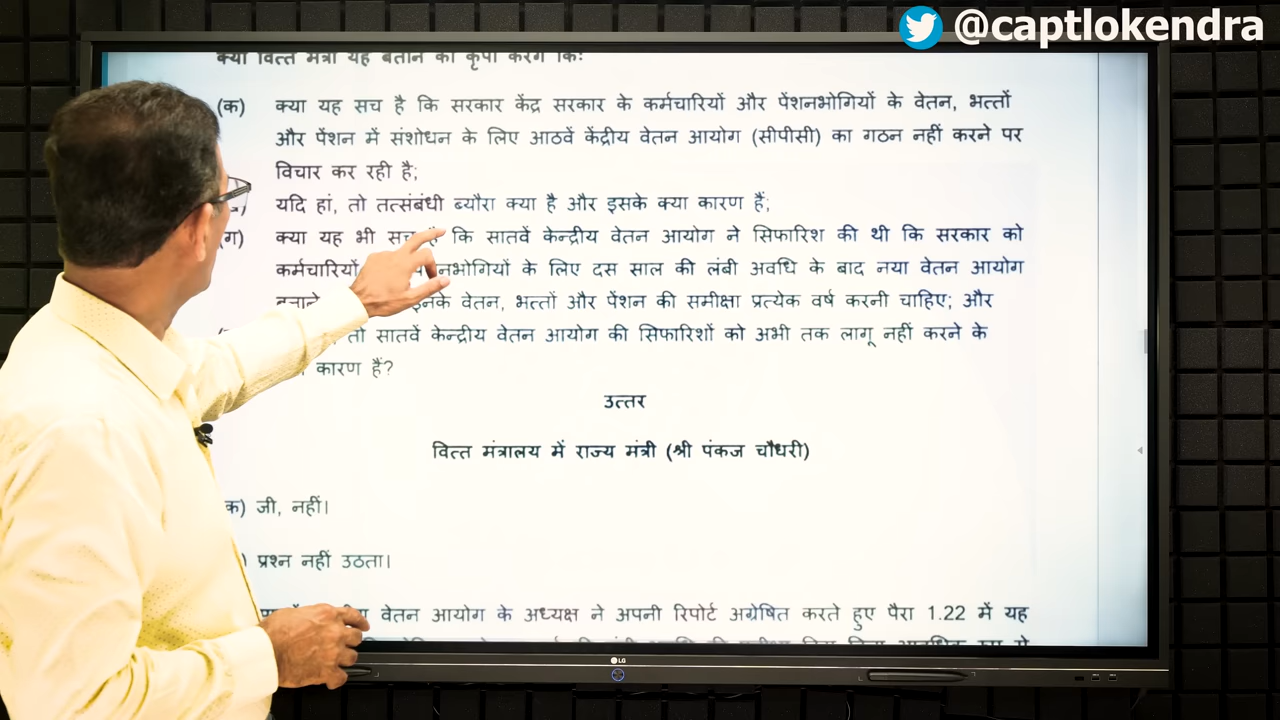 @captlokendra
क्या वित्त मंत्री यह बताने की कृपा करेंगे कि:
(क) क्या यह सच है कि सरकार केंद्र सरकार के कर्मचारियों और पेंशनभोगियों के वेतन, भत्तों
और पेंशन में संशोधन के लिए आठवें केंद्रीय वेतन आयोग (सीपीसी) का गठन नहीं करने पर
विचार कर रही है;
यदि हां, तो तत्संबंधी ब्यौरा क्या है और इसके क्या कारण हैं;
(ग) क्या यह भी सच है कि सातवें केन्द्रीय वेतन आयोग ने सिफारिश की थी कि सरकार को
कर्मचारियों के लिए दस साल की लंबी अवधि के बाद नया वेतन आयोग
इनके वेतन, भत्तों और पेंशन की समीक्षा प्रत्येक वर्ष करनी चाहिए; और
तो सातवें केन्द्रीय वेतन आयोग की सिफारिशों को अभी तक लागू नहीं करने के
कारण हैं?
उत्तर
वित्त मंत्रालय में राज्य मंत्री (श्री पंकज चौधरी)
क) जी, नहीं।
) प्रश्न नहीं उठता।
वेतन आयोग के अध्यक्ष ने अपनी रिपोर्ट अग्रेषित करते हुए पैरा 1.22 में यह
LG